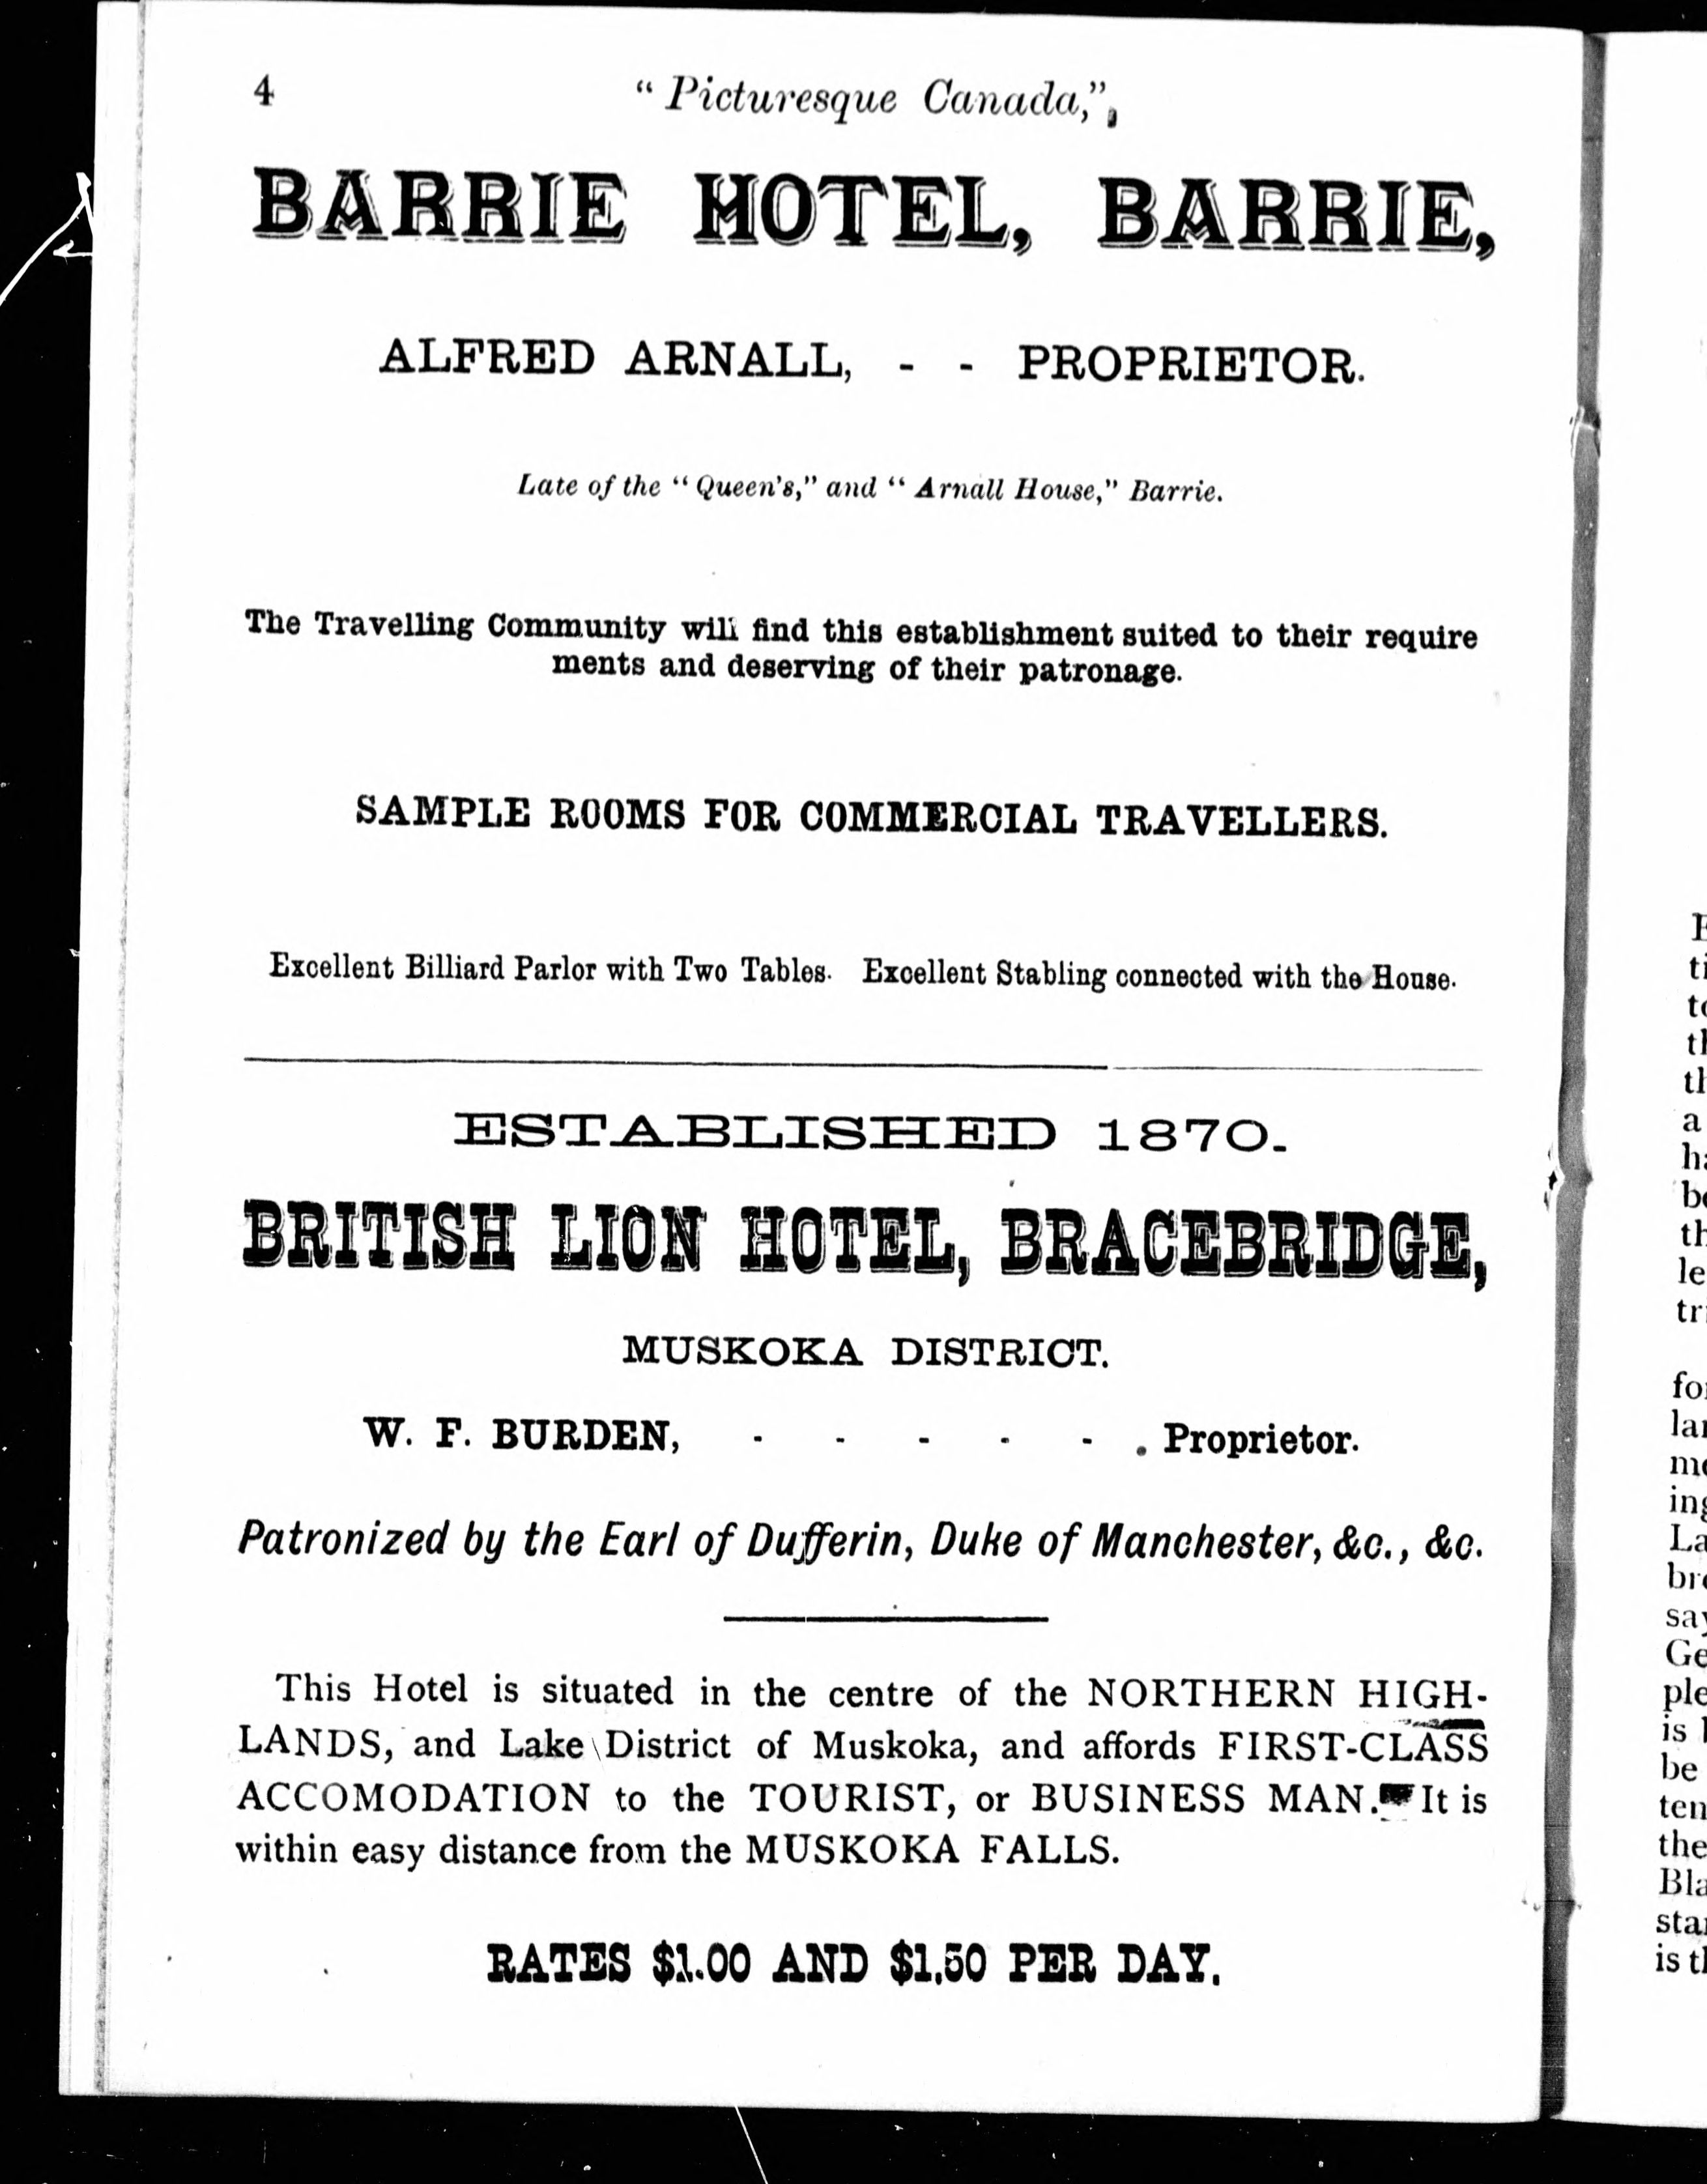 4 "Picturesque Canada,",
BARRIE HOTEL, BARRIE,
ALFRED ARNALL, - - PROPRIETOR.
Late of the "Queen's," and "Arnall House," Barrie.
The Travelling Community will find this establishment suited to their require
ments and deserving of their patronage.
SAMPLE ROOMS FOR COMMERCIAL TRAVELLERS.
Excellent Billiard Parlor with Two Tables. Excellent Stabling connected with the House.
ESTABLISHED 1870.
BRITISH LION HOTEL, BRACEBRIDGE,
MUSKOKA DISTRICT.
W. F. BURDEN, - - - - - . Proprietor.
Patronized by the Earl of Dufferin, Duke of Manchester, &c., &c.
This Hotel is situated in the centre of the NORTHERN HIGH-
LANDS, and Lake District of Muskoka, and affords FIRST-CLASS
ACCOMODATION to the TOURIST, or BUSINESS MAN. It is
within easy distance from the MUSKOKA FALLS.
RATES $1.00 AND $1.50 PER DAY.